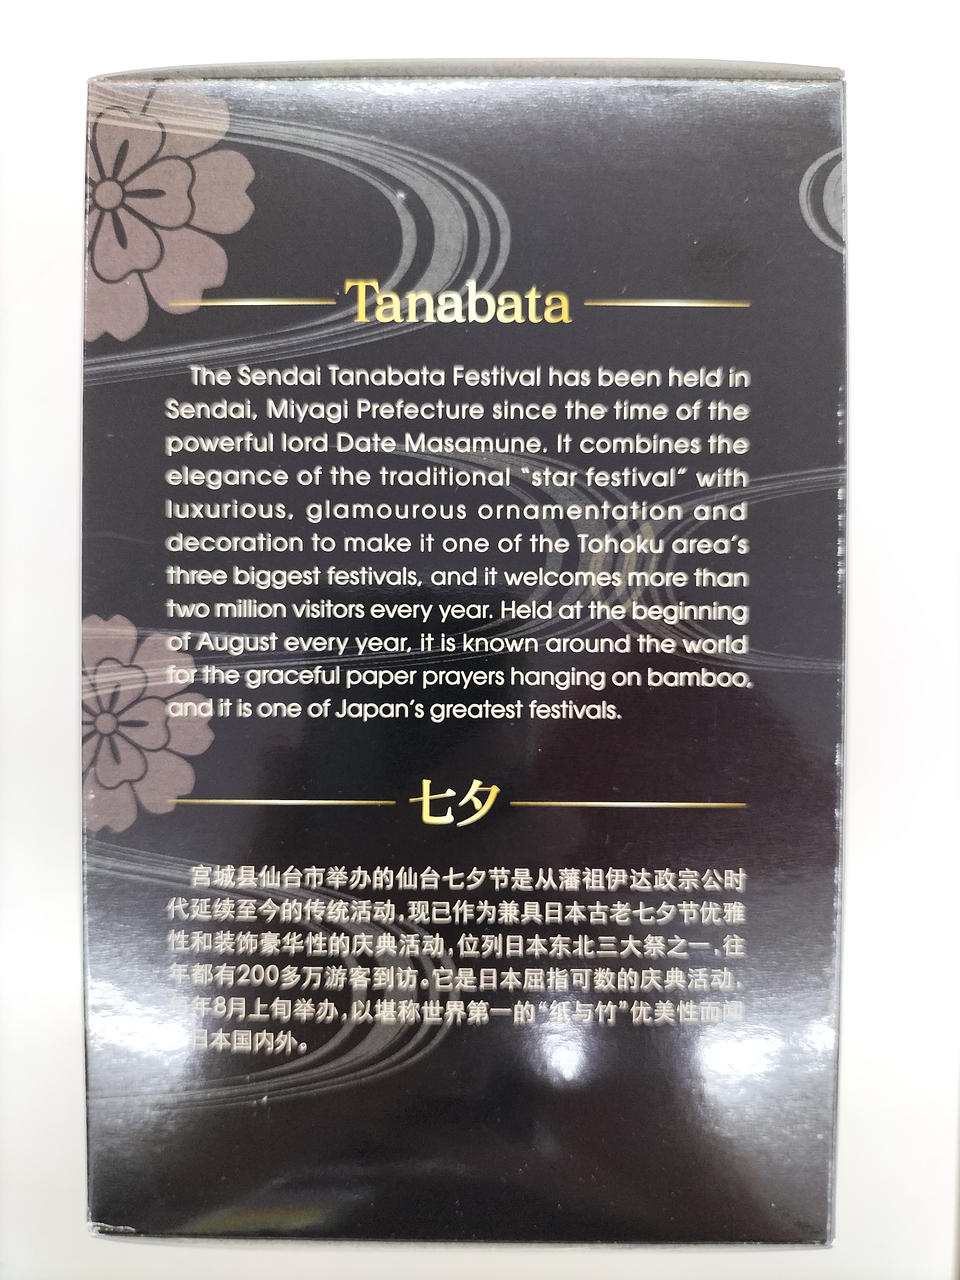 Tanabata
The Sendai Tanabata Festival has been held in
Sendai, Miyagi Prefecture since the time of the
powerful lord Date Masamune. It combines the
elegance of the traditional “star festival” with
luxurious, glamourous ornamentation and
decoration to make it one of the Tohoku area’s
three biggest festivals, and it welcomes more than
two million visitors every year. Held at the beginning
of August every year, it is known around the world
for the graceful paper prayers hanging on bamboo,
and it is one of Japan’s greatest festivals.
七夕
宫城县仙台市举办的仙台七夕节是从藩祖伊达政宗公时
代延续至今的传统活动,现已作为兼具日本古老七夕节优雅
性和装饰豪华性的庆典活动,位列日本东北三大祭之一,往
年都有200多万游客到访。它是日本屈指可数的庆典活动,
每年8月上旬举办,以堪称世界第一的“纸与竹”优美性而闻
日本国内外。